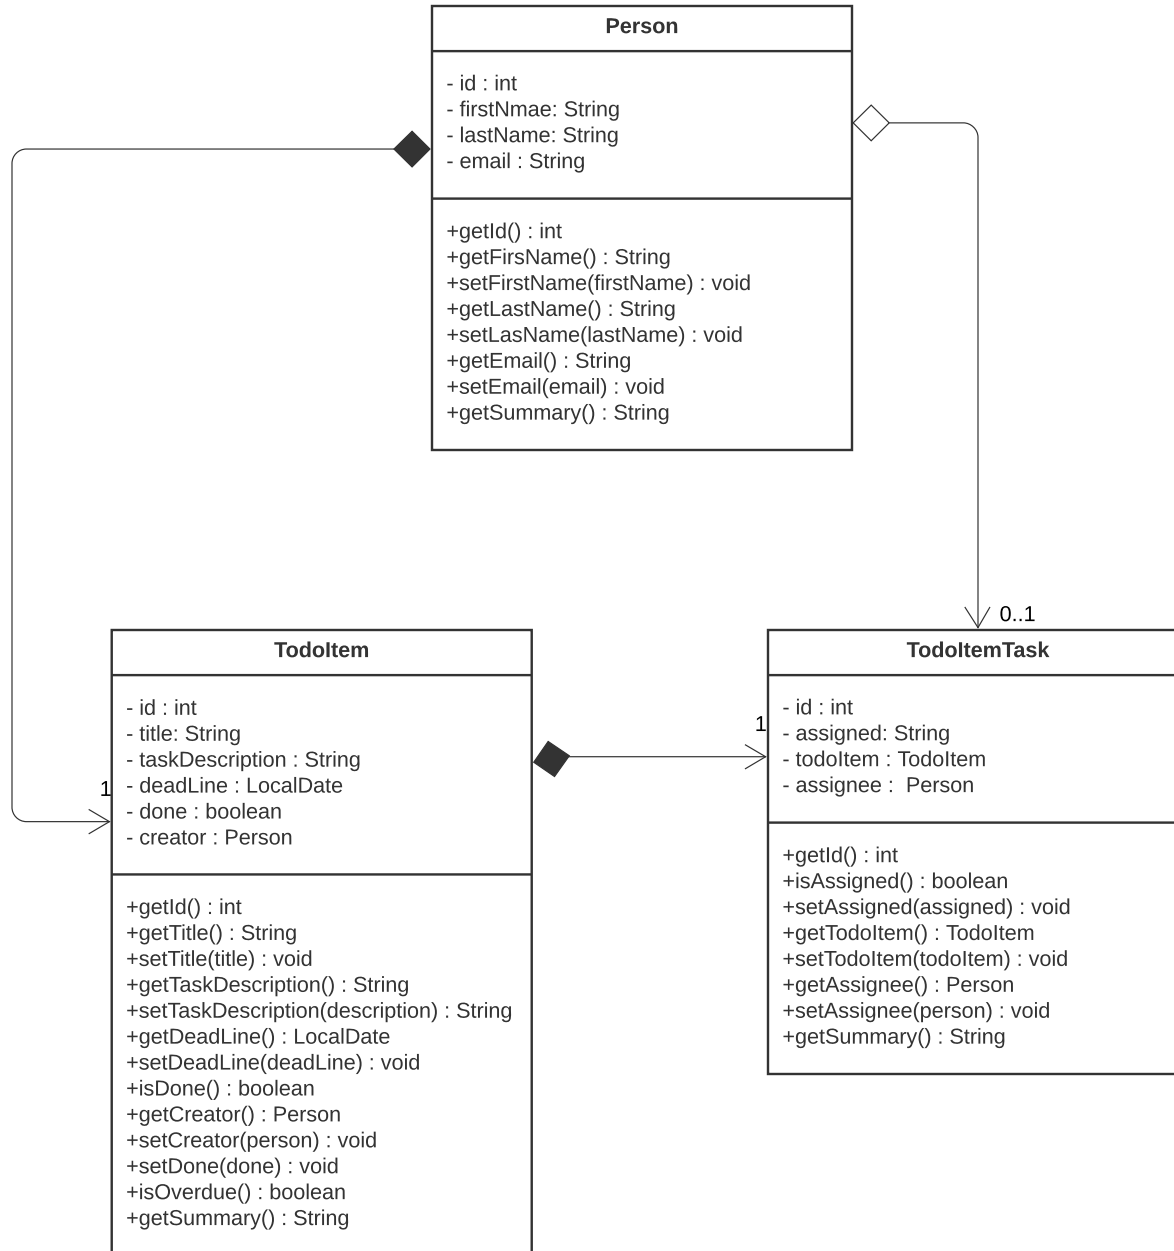 Person
- id : int
- firstNmae: String
- lastName: String
- email : String
+getId() : int
+getFirsName() : String
+setFirstName(firstName) : void
+getLastName() : String
+setLasName(lastName) : void
+getEmail() : String
+setEmail(email) : void
+getSummary() : String
0..1
TodoItem
- id : int
- title: String
- taskDescription : String
- deadLine : LocalDate
- done : boolean
- creator : Person
1
+getId() : int
+getTitle() : String
+setTitle(title) : void
+getTaskDescription() : String
+setTaskDescription(description) : String
+getDeadLine() : LocalDate
+setDeadLine(deadLine) : void
+isDone() : boolean
+getCreator() : Person
+setCreator(person) : void
+setDone(done) : void
+isOverdue() : boolean
+getSummary() : String
1
TodoItemTask
- id : int
- assigned: String
- todoItem : TodoItem
- assignee :  Person
+getId() : int
+isAssigned() : boolean
+setAssigned(assigned) : void
+getTodoItem() : TodoItem
+setTodoItem(todoItem) : void
+getAssignee() : Person
+setAssignee(person) : void
+getSummary() : String